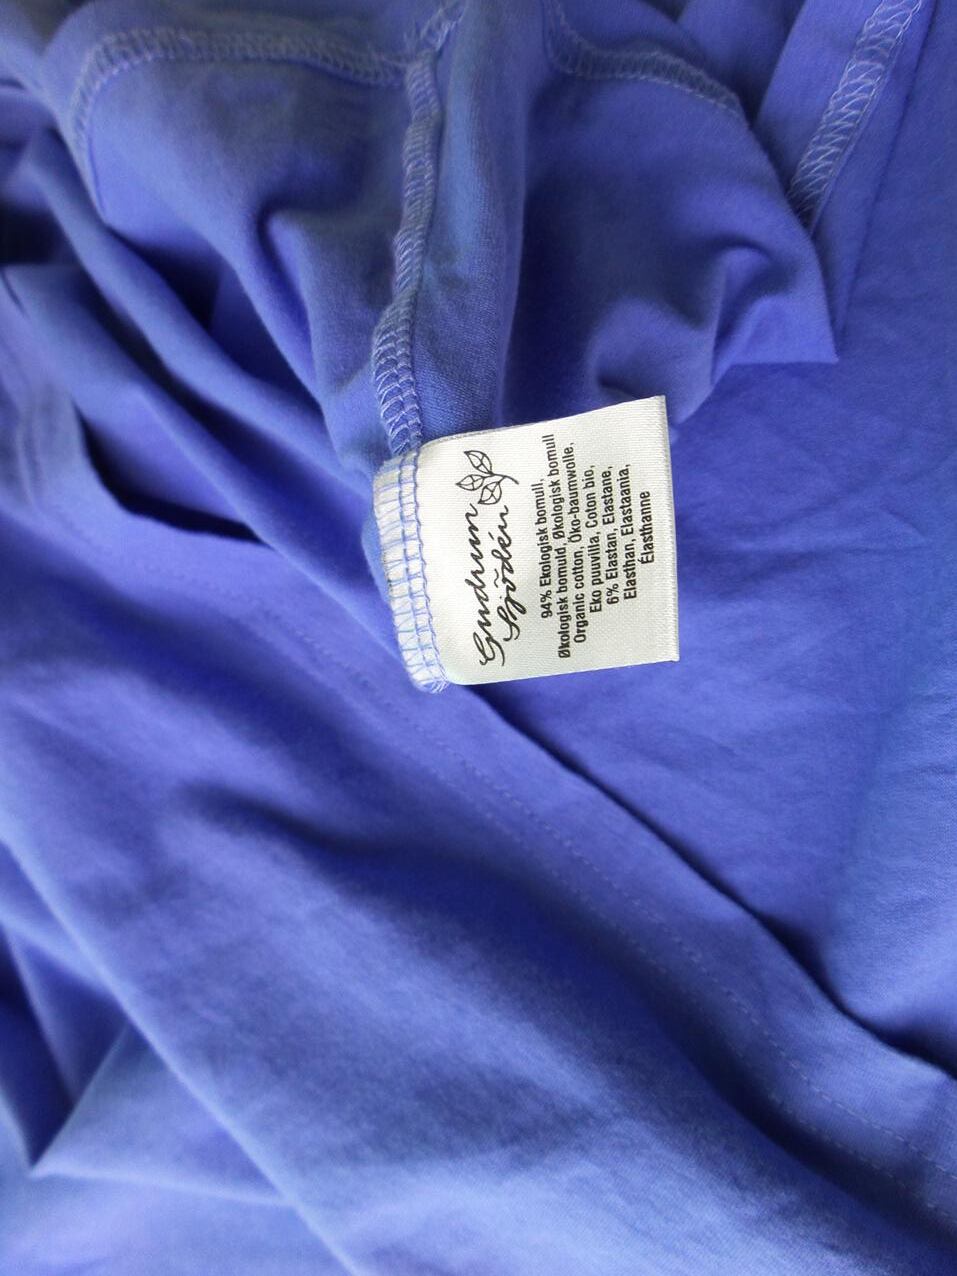 Gudrun
Sjödén
94% Ekologisk bomull,
Økologisk bomuld, Økologisk bomull
Organic cotton, Öko-baumwolle,
Eko puuvilla, Coton bio,
6% Elastan, Elastane,
Elasthan, Elastaania,
Élasthanne